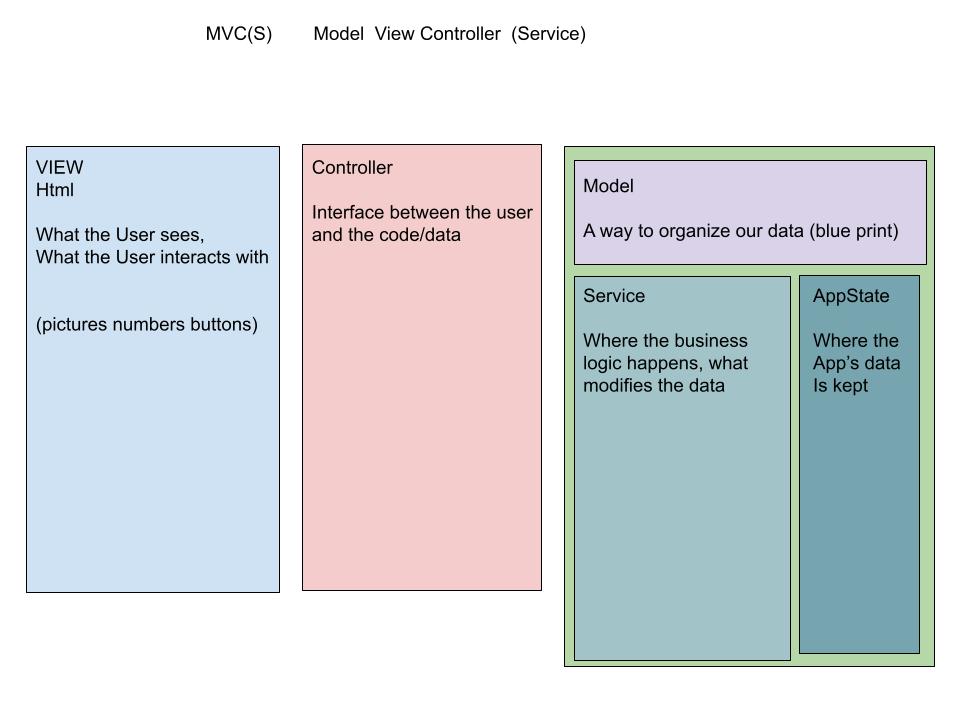 MVC(S) Model View Controller (Service)
VIEW
Html
What the User sees,
What the User interacts with
(pictures numbers buttons)
Controller
Interface between the user
and the code/data
Model
A way to organize our data (blue print)
Service
Where the business
logic happens, what
modifies the data
AppState
Where the
App’s data
Is kept